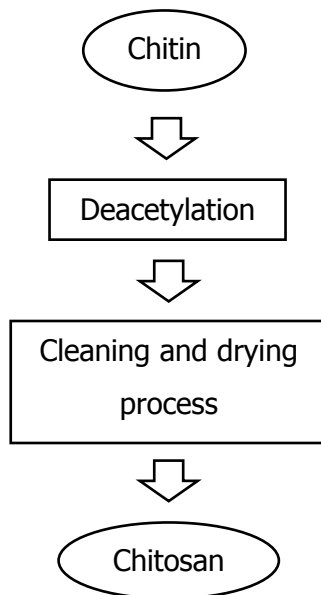 Chitin
Deacetylation
Cleaning and drying
process
Chitosan